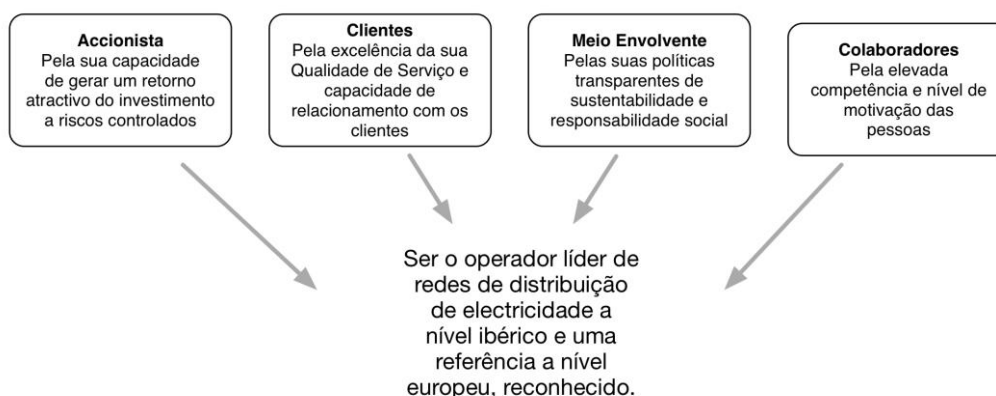 Accionista
Pela sua capacidade
de gerar um retorno
atractivo do investimento
a riscos controlados
Clientes
Pela excelência da sua
Qualidade de Serviço e
capacidade de
relacionamento com os
clientes
Meio Envolvente
Pelas suas políticas
transparentes de
sustentabilidade e
responsabilidade social
Colaboradores
Pela elevada
competência e nível de
motivação das
pessoas
Ser o operador líder de
redes de distribuição
de electricidade a
nível ibérico e uma
referência a nível
europeu, reconhecido.